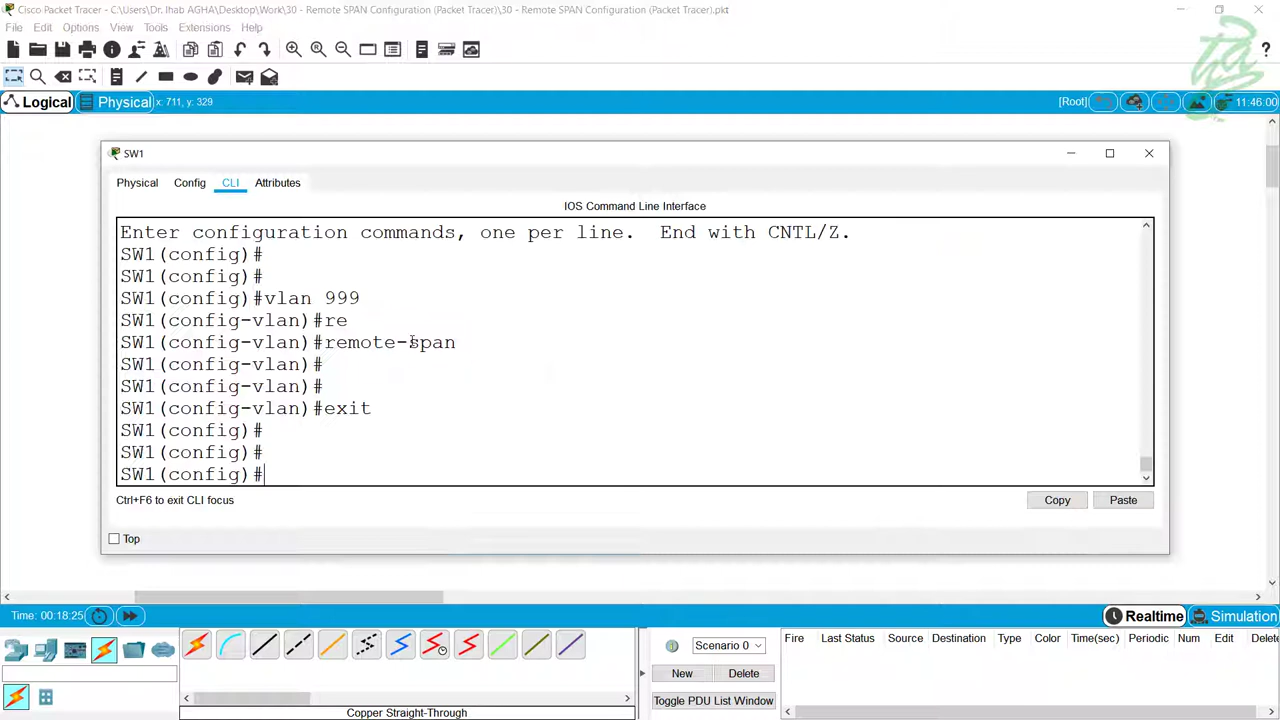 Cisco Packet Tracer - C:\Users\Dr. Ihab AGHA\Desktop\Work\30 - Remote SPAN Configuration (Packet Tracer)\30 - Remote SPAN Configuration (Packet Tracer).pkt
File Edit Options View Tools Extensions Help
Logical Physical x: 711, y: 329 [Root] 11:46:00
SW1
Physical Config CLI Attributes
IOS Command Line Interface
Enter configuration commands, one per line.  End with CNTL/Z.
SW1(config)#
SW1(config)#
SW1(config)#vlan 999
SW1(config-vlan)#re
SW1(config-vlan)#remote-span
SW1(config-vlan)#
SW1(config-vlan)#
SW1(config-vlan)#exit
SW1(config)#
SW1(config)#
SW1(config)#
Ctrl+F6 to exit CLI focus Copy Paste
Top
Time: 00:18:25 Realtime Simulation
Scenario 0 Fire Last Status Source Destination Type Color Time(sec) Periodic Num Edit Delete
New Delete
Toggle PDU List Window
Copper Straight-Through